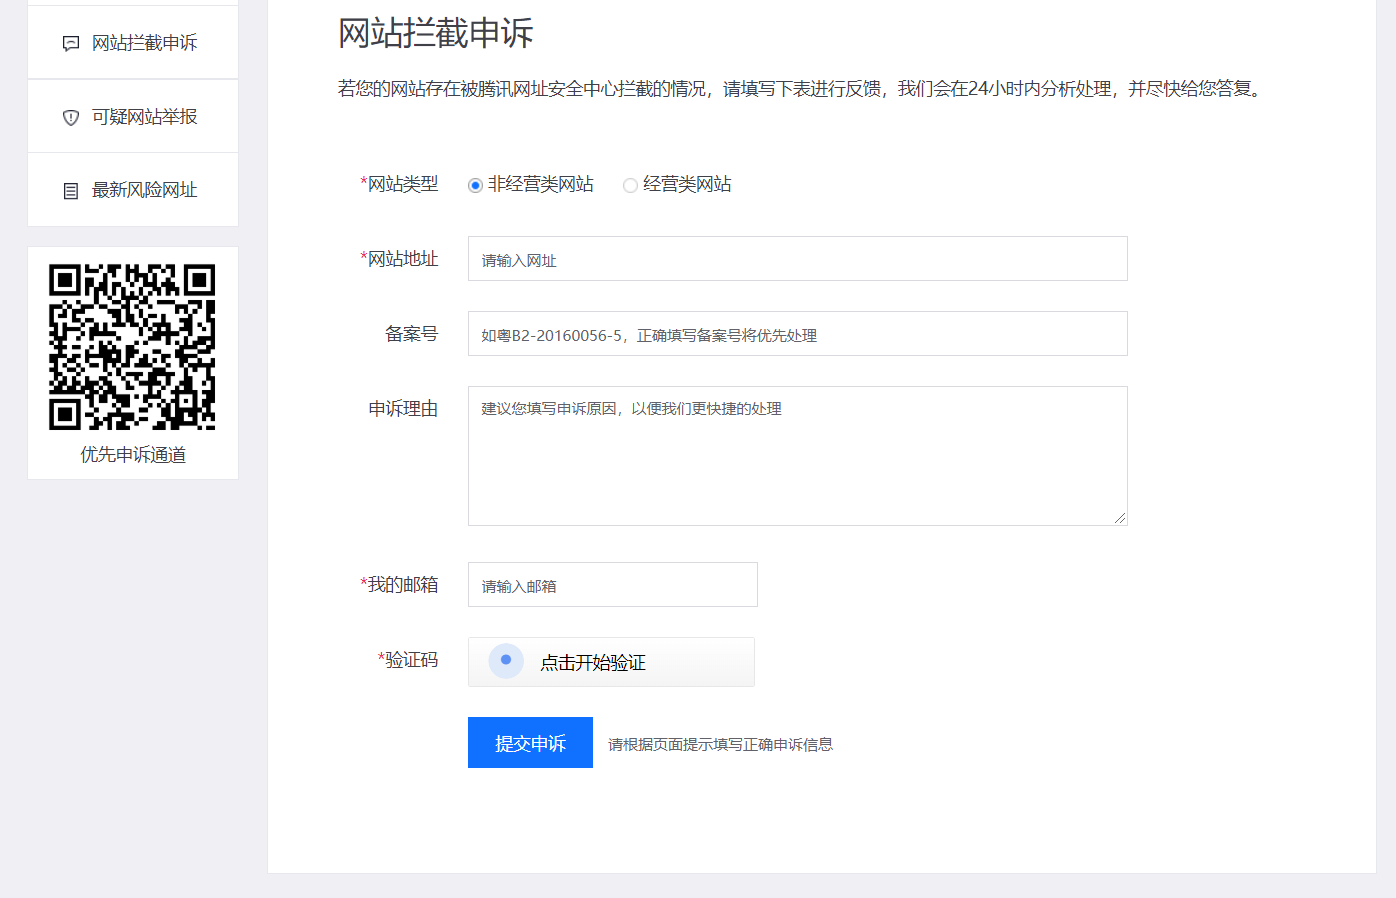 网站拦截申诉
可疑网站举报
最新风险网址
优先申诉通道
网站拦截申诉
若您的网站存在被腾讯网址安全中心拦截的情况，请填写下表进行反馈，我们会在24小时内分析处理，并尽快给您答复。
*网站类型 非经营类网站 经营类网站
*网站地址 请输入网址
备案号 如粤B2-20160056-5，正确填写备案号将优先处理
申诉理由 建议您填写申诉原因，以便我们更快捷的处理
*我的邮箱 请输入邮箱
*验证码 点击开始验证
提交申诉 请根据页面提示填写正确申诉信息